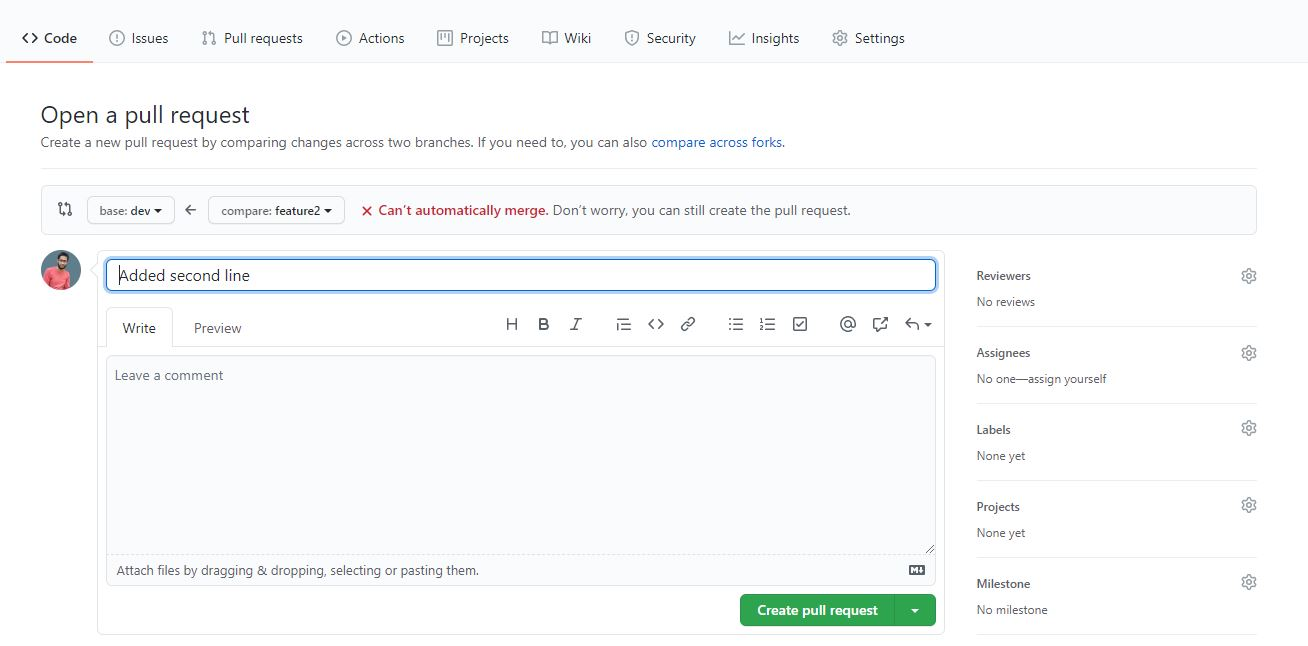 Code Issues Pull requests Actions Projects Wiki Security Insights Settings
Open a pull request
Create a new pull request by comparing changes across two branches. If you need to, you can also compare across forks.
base: dev compare: feature2 Can't automatically merge. Don't worry, you can still create the pull request.
Added second line
Write Preview
Leave a comment
Attach files by dragging & dropping, selecting or pasting them.
Create pull request
Reviewers
No reviews
Assignees
No one—assign yourself
Labels
None yet
Projects
None yet
Milestone
No milestone